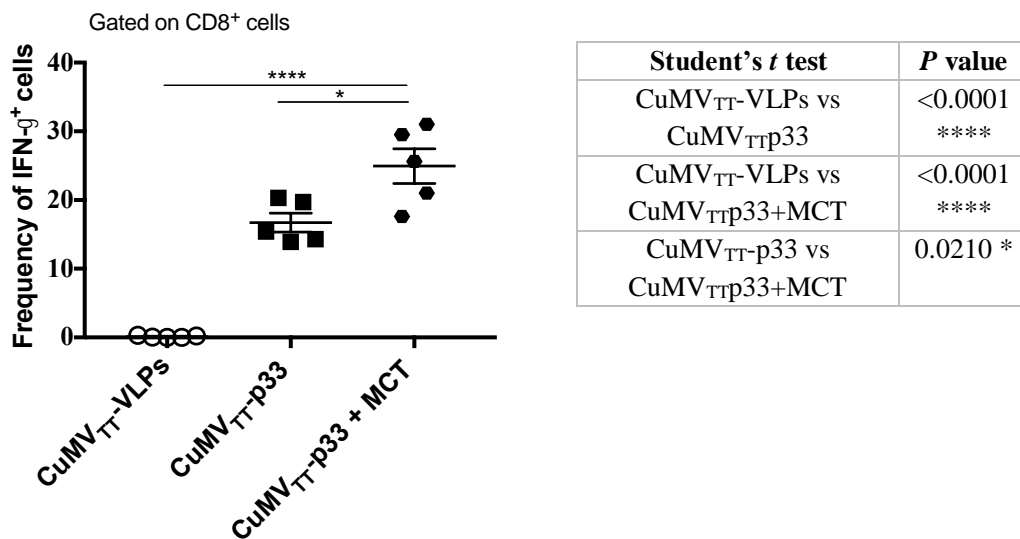 Gated on CD8⁺ cells
Frequency of IFN-g⁺ cells
40
30
20
10
0
****
*
CuMV_TT-VLPs
CuMV_TT-p33
CuMV_TT-p33 + MCT
Student's t test P value
CuMV_TT-VLPs vs <0.0001
CuMV_TTp33 ****
CuMV_TT-VLPs vs <0.0001
CuMV_TTp33+MCT ****
CuMV_TT-p33 vs 0.0210 *
CuMV_TTp33+MCT